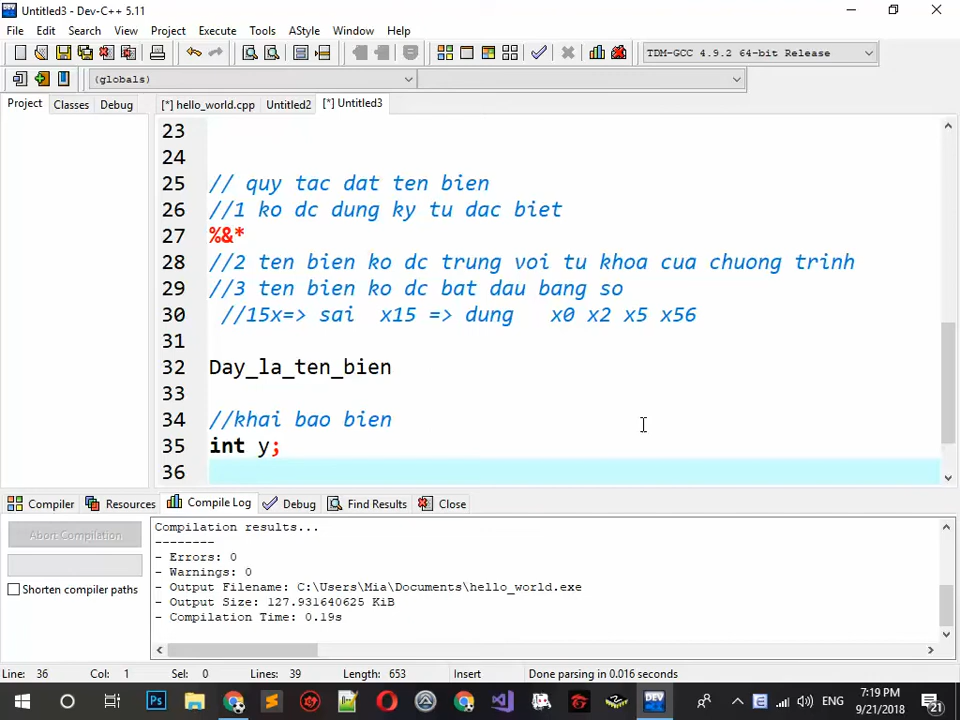 Untitled3 - Dev-C++ 5.11
File Edit Search View Project Execute Tools AStyle Window Help
TDM-GCC 4.9.2 64-bit Release
(globals)
Project Classes Debug [*] hello_world.cpp Untitled2 [*] Untitled3
23
24
25 // quy tac dat ten bien
26 //1 ko dc dung ky tu dac biet
27 %&*
28 //2 ten bien ko dc trung voi tu khoa cua chuong trinh
29 //3 ten bien ko dc bat dau bang so
30 //15x=> sai x15 => dung x0 x2 x5 x56
31
32 Day_la_ten_bien
33
34 //khai bao bien
35 int y;
36
Compiler Resources Compile Log Debug Find Results Close
Abort Compilation
Shorten compiler paths
Compilation results...
--------
- Errors: 0
- Warnings: 0
- Output Filename: C:\Users\Mia\Documents\hello_world.exe
- Output Size: 127.931640625 KiB
- Compilation Time: 0.19s
Line: 36 Col: 1 Sel: 0 Lines: 39 Length: 653 Insert Done parsing in 0.016 seconds
Ps DEV ENG 7:19 PM
9/21/2018 21